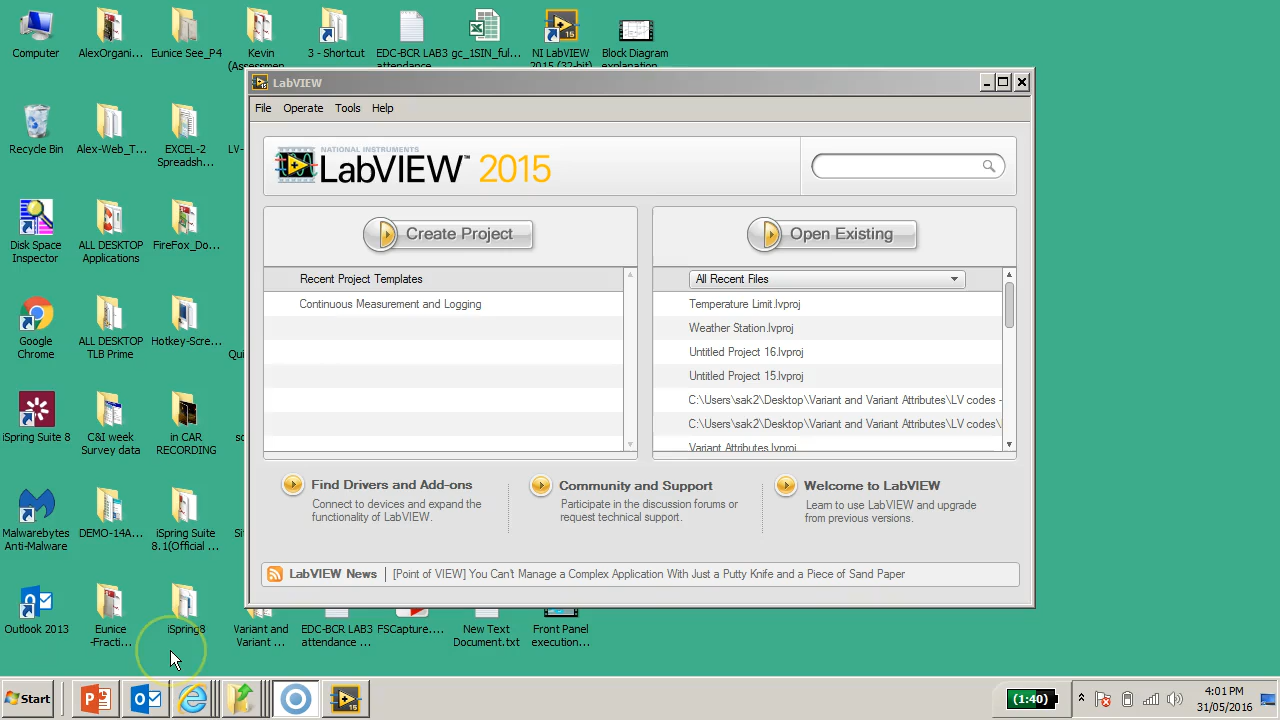 Computer
AlexOrgani...
Eunice See_P4
Kevin
(Assessmen
3 - Shortcut
EDC-BCR LAB3
attendance
gc_1SIN_ful...
NI LabVIEW
2015 (32-bit)
Block Diagram
explanation
LabVIEW
File Operate Tools Help
NATIONAL INSTRUMENTS
LabVIEW™ 2015
Recycle Bin
Alex-Web_T...
EXCEL-2
Spreadsh...
LV-
Create Project
Open Existing
Disk Space
Inspector
ALL DESKTOP
Applications
FireFox_Do...
Recent Project Templates
Continuous Measurement and Logging
All Recent Files
Temperature Limit.lvproj
Weather Station.lvproj
Untitled Project 16.lvproj
Untitled Project 15.lvproj
C:\Users\sak2\Desktop\Variant and Variant Attributes\LV codes -
C:\Users\sak2\Desktop\Variant and Variant Attributes\LV codes\
Variant Attributes.lvproj
Google
Chrome
ALL DESKTOP
TLB Prime
Hotkey-Scre...
Qui
iSpring Suite 8
C&I week
Survey data
in CAR
RECORDING
sc
Find Drivers and Add-ons
Connect to devices and expand the
functionality of LabVIEW.
Community and Support
Participate in the discussion forums or
request technical support.
Welcome to LabVIEW
Learn to use LabVIEW and upgrade
from previous versions.
Malwarebytes
Anti-Malware
DEMO-14A...
iSpring Suite
8.1(Official ...
Sit
LabVIEW News
[Point of VIEW] You Can't Manage a Complex Application With Just a Putty Knife and a Piece of Sand Paper
Outlook 2013
Eunice
-Fracti...
iSpring8
Variant and
Variant ...
EDC-BCR LAB3
attendance ...
FSCapture....
New Text
Document.txt
Front Panel
execution...
Start
(1:40)
4:01 PM
31/05/2016